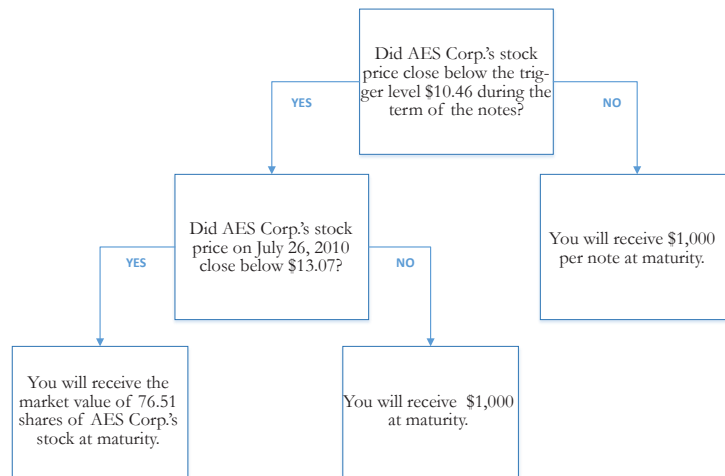 Did AES Corp.'s stock
price close below the trig-
ger level $10.46 during the
term of the notes?
YES
NO
Did AES Corp.'s stock
price on July 26, 2010
close below $13.07?
You will receive $1,000
per note at maturity.
YES
NO
You will receive the
market value of 76.51
shares of AES Corp.'s
stock at maturity.
You will receive $1,000
at maturity.